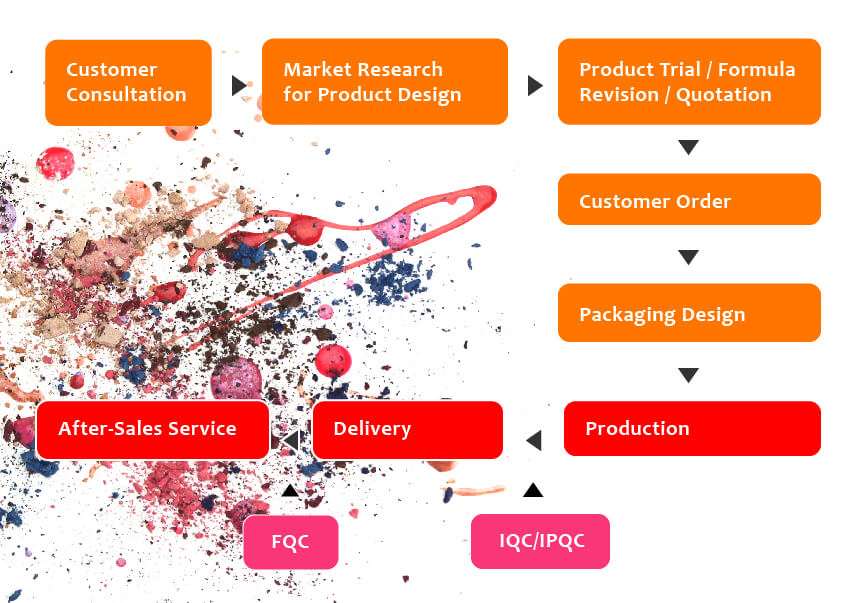 Customer
Consultation
Market Research
for Product Design
Product Trial / Formula
Revision / Quotation
Customer Order
Packaging Design
After-Sales Service
Delivery
Production
FQC
IQC/IPQC